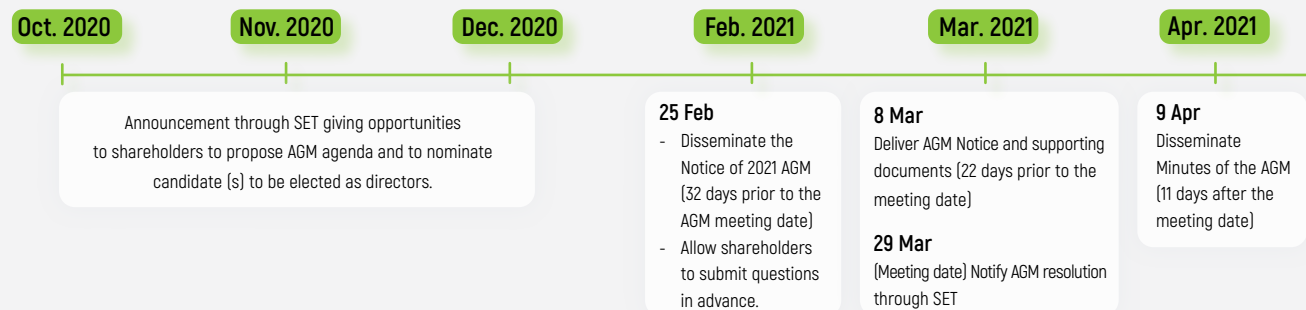 Oct. 2020
Nov. 2020
Dec. 2020
Feb. 2021
Mar. 2021
Apr. 2021
Announcement through SET giving opportunities
to shareholders to propose AGM agenda and to nominate
candidate (s) to be elected as directors.
25 Feb
- Disseminate the
Notice of 2021 AGM
(32 days prior to the
AGM meeting date)
- Allow shareholders
to submit questions
in advance.
8 Mar
Deliver AGM Notice and supporting
documents (22 days prior to the
meeting date)
29 Mar
(Meeting date) Notify AGM resolution
through SET
9 Apr
Disseminate
Minutes of the AGM
(11 days after the
meeting date)